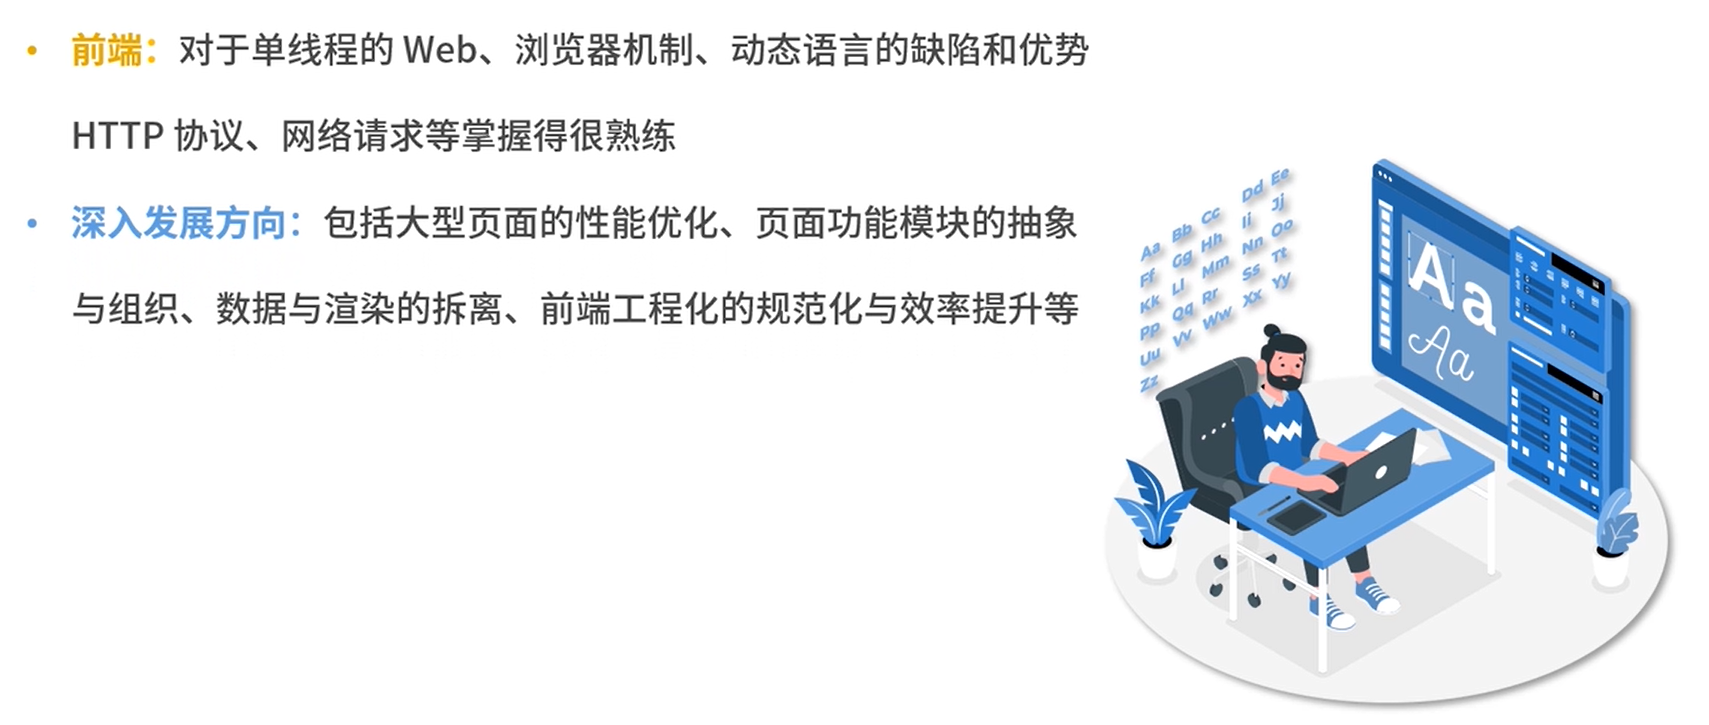 • 前端：对于单线程的 Web、浏览器机制、动态语言的缺陷和优势
HTTP 协议、网络请求等掌握得很熟练
• 深入发展方向：包括大型页面的性能优化、页面功能模块的抽象
与组织、数据与渲染的拆离、前端工程化的规范化与效率提升等
Aa Bb Cc Dd Ee
Ff Gg Hh Ii Jj
Kk Ll Mm Nn Oo
Pp Qq Rr Ss Tt
Uu Vv Ww Xx Yy
Zz
Aa
Aa